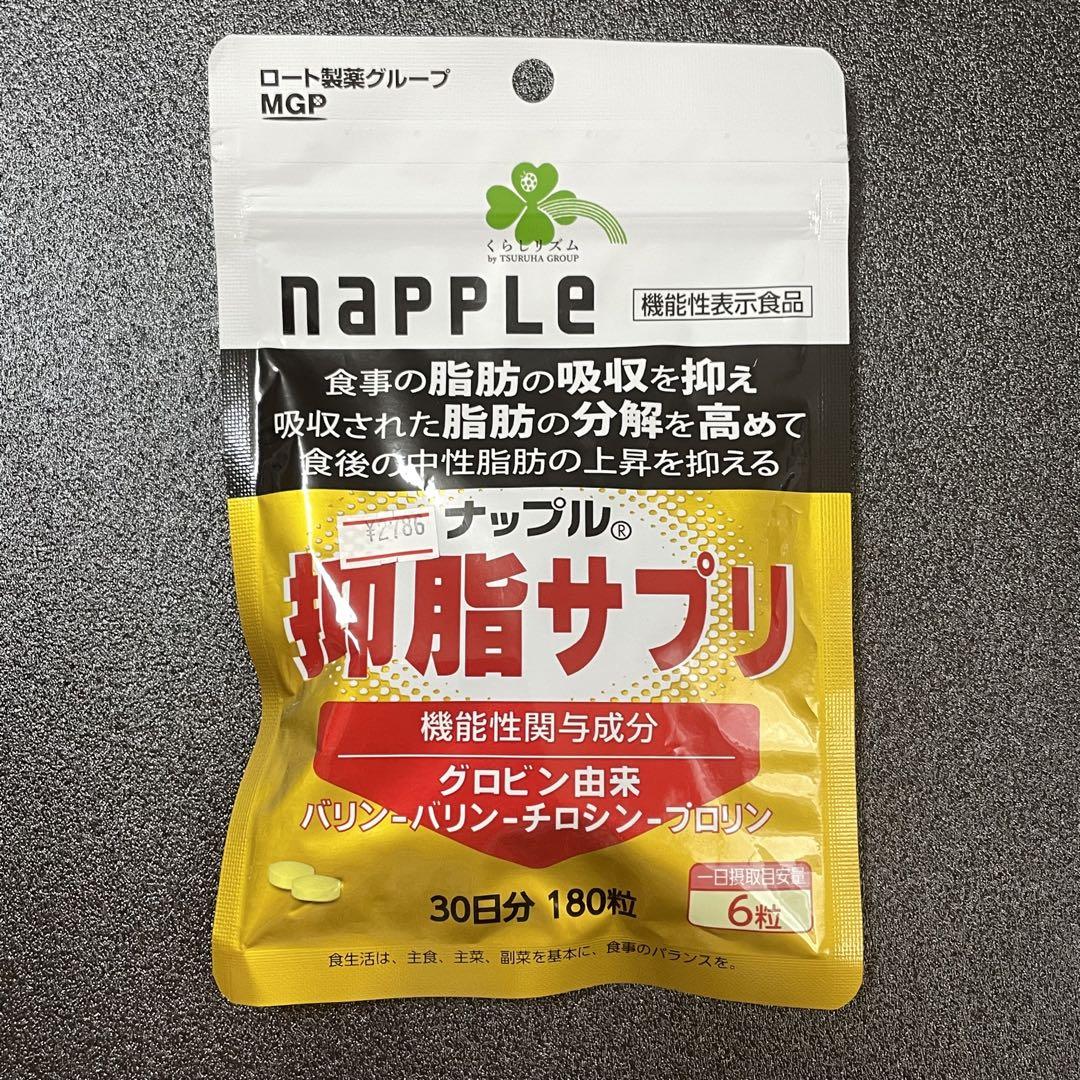 ロート製薬グループ
MGP
くらしリズム
by TSURUHA GROUP
napple
機能性表示食品
食事の脂肪の吸収を抑え
吸収された脂肪の分解を高めて
食後の中性脂肪の上昇を抑える
¥2786
ナップル®
抑脂サプリ
機能性関与成分
グロビン由来
バリン-バリン-チロシン-プロリン
一日摂取目安量
6粒
30日分 180粒
食生活は、主食、主菜、副菜を基本に、食事のバランスを。